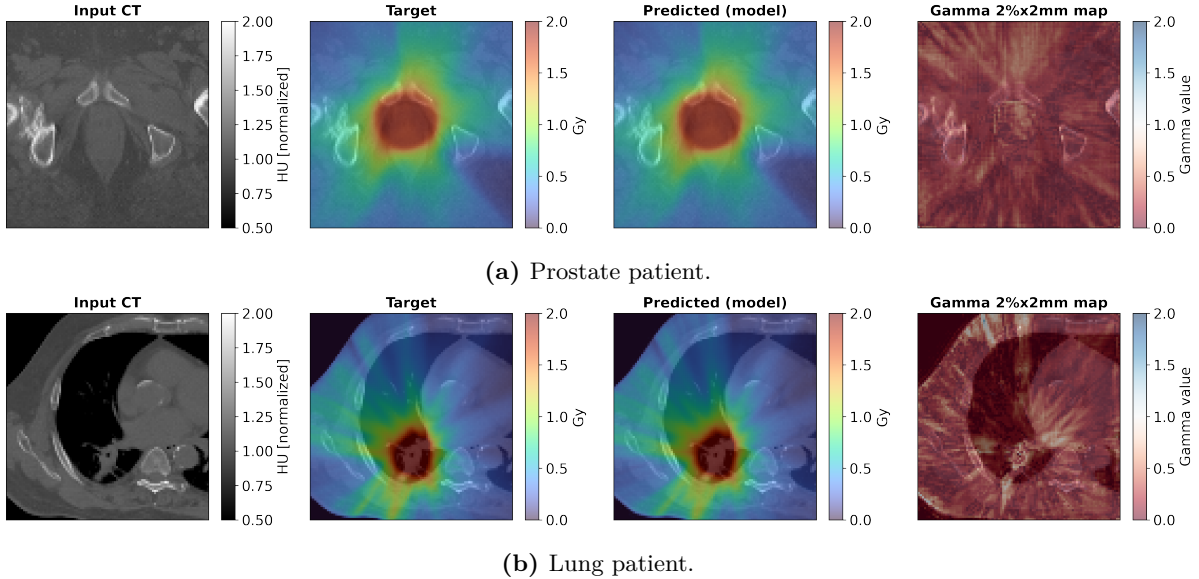 Input CT
2.00
1.75
1.50
1.25
1.00
0.75
0.50
HU [normalized]
Target
2.0
1.5
1.0
0.5
0.0
Gy
Predicted (model)
2.0
1.5
1.0
0.5
0.0
Gy
Gamma 2%x2mm map
2.0
1.5
1.0
0.5
0.0
Gamma value
(a) Prostate patient.
Input CT
2.00
1.75
1.50
1.25
1.00
0.75
0.50
HU [normalized]
Target
2.0
1.5
1.0
0.5
0.0
Gy
Predicted (model)
2.0
1.5
1.0
0.5
0.0
Gy
Gamma 2%x2mm map
2.0
1.5
1.0
0.5
0.0
Gamma value
(b) Lung patient.